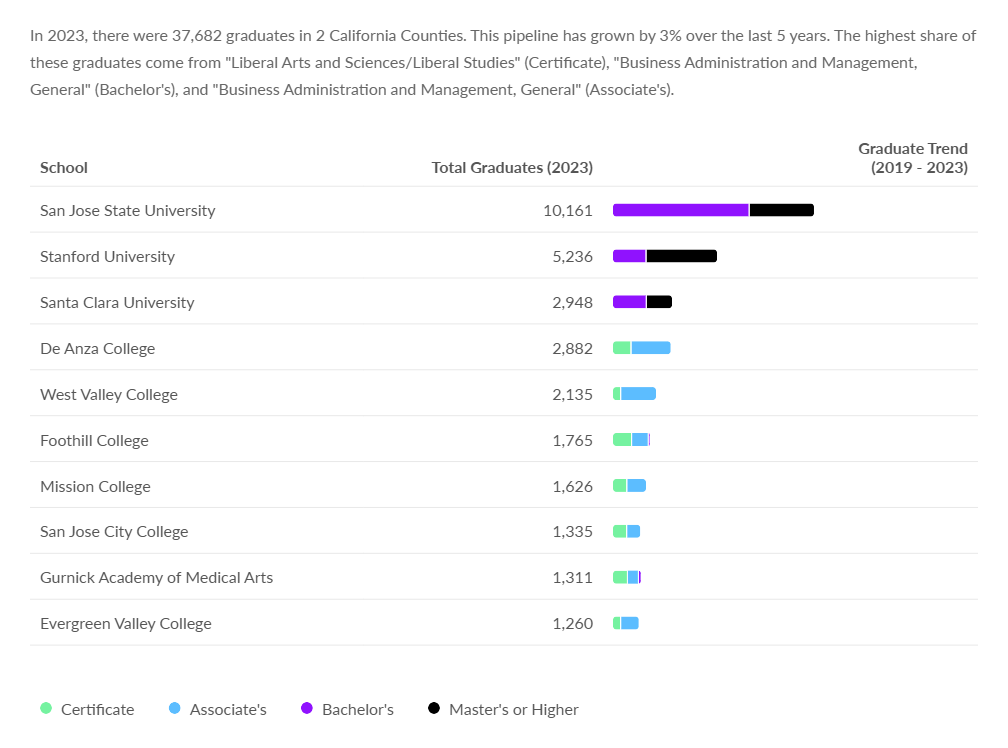 In 2023, there were 37,682 graduates in 2 California Counties. This pipeline has grown by 3% over the last 5 years. The highest share of
these graduates come from "Liberal Arts and Sciences/Liberal Studies" (Certificate), "Business Administration and Management,
General" (Bachelor's), and "Business Administration and Management, General" (Associate's).
School Total Graduates (2023) Graduate Trend
(2019 - 2023)
San Jose State University 10,161
Stanford University 5,236
Santa Clara University 2,948
De Anza College 2,882
West Valley College 2,135
Foothill College 1,765
Mission College 1,626
San Jose City College 1,335
Gurnick Academy of Medical Arts 1,311
Evergreen Valley College 1,260
Certificate Associate's Bachelor's Master's or Higher